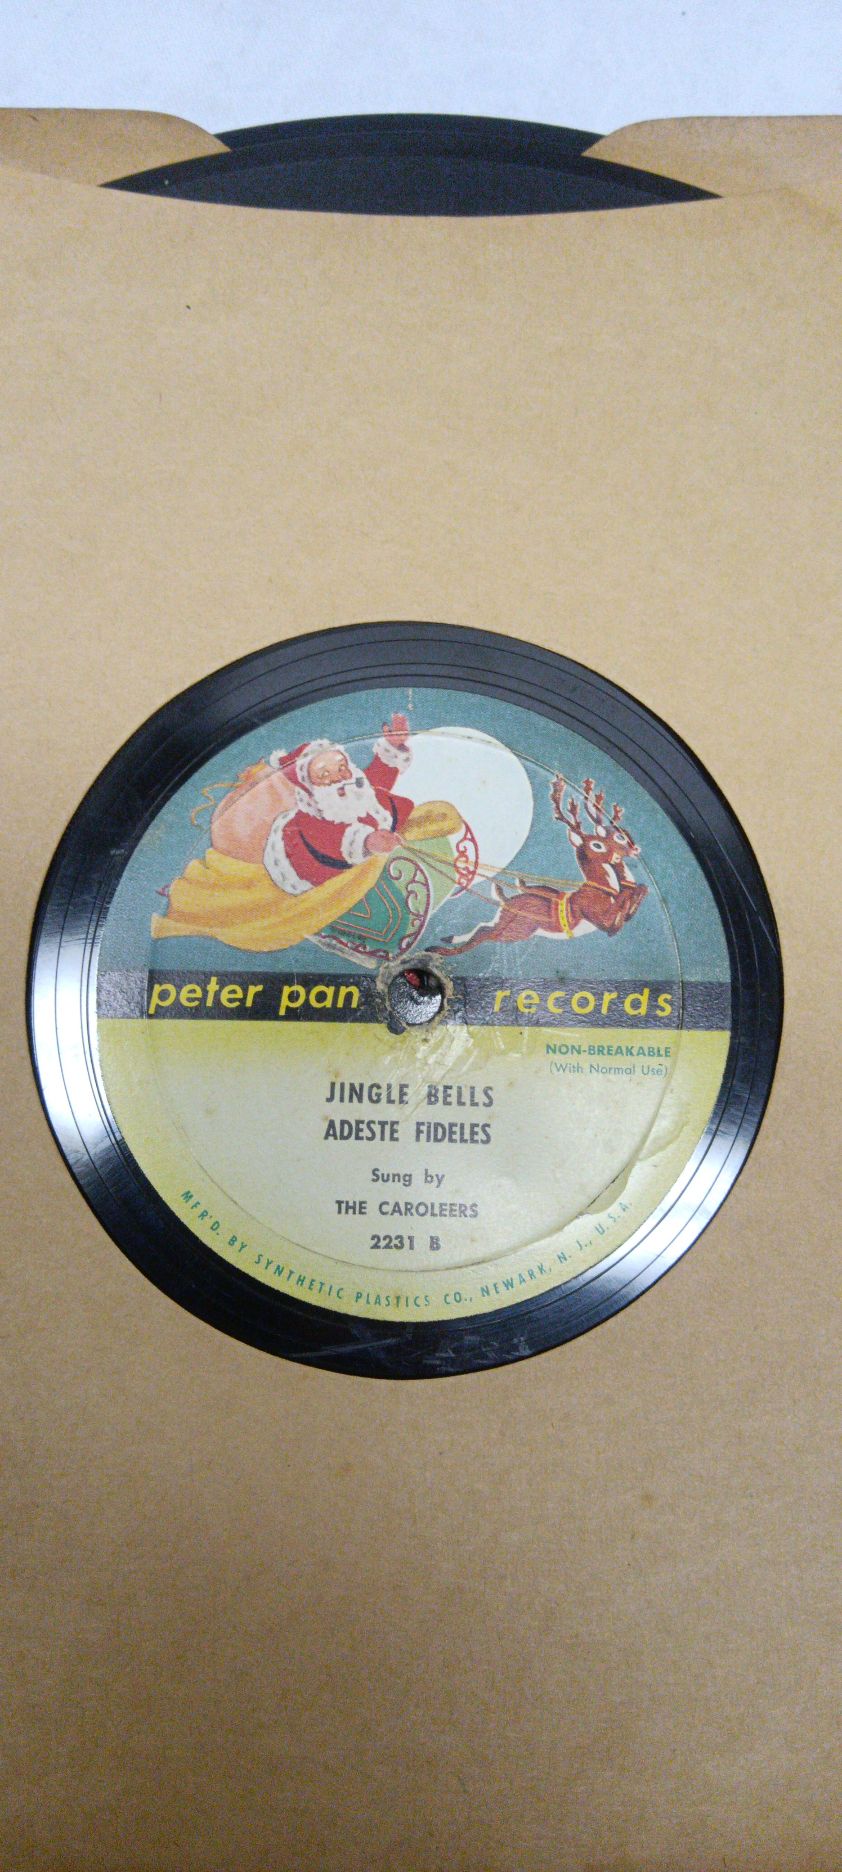 peter pan records
NON-BREAKABLE
(With Normal Use)
JINGLE BELLS
ADESTE FIDELES
Sung by
THE CAROLEERS
2231 B
MFR'D. BY SYNTHETIC PLASTICS CO., NEWARK, N. J., U. S. A.